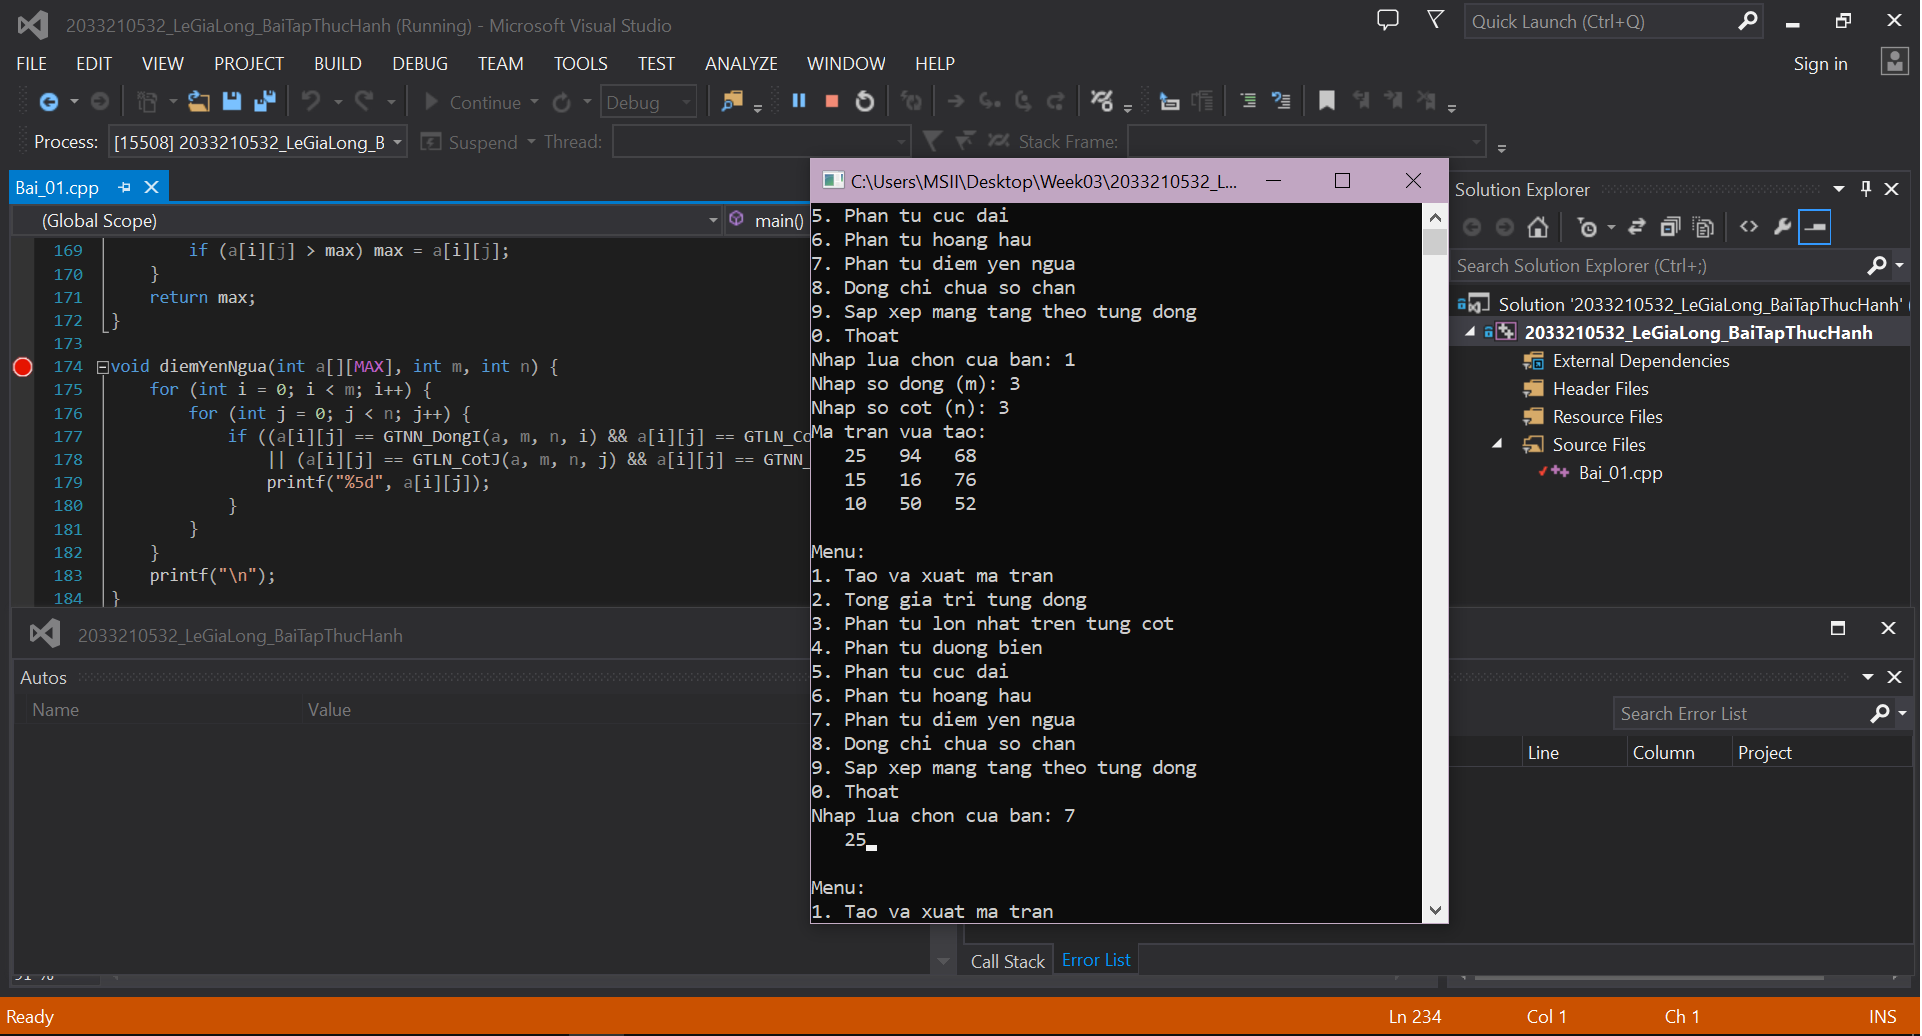 2033210532_LeGiaLong_BaiTapThucHanh (Running) - Microsoft Visual Studio
Quick Launch (Ctrl+Q)
FILE EDIT VIEW PROJECT BUILD DEBUG TEAM TOOLS TEST ANALYZE WINDOW HELP
Sign in
Continue Debug
Process: [15508] 2033210532_LeGiaLong_B Suspend Thread: Stack Frame:
Bai_01.cpp
(Global Scope) main()
169 if (a[i][j] > max) max = a[i][j];
170 }
171 return max;
172 }
173
174 void diemYenNgua(int a[][MAX], int m, int n) {
175 for (int i = 0; i < m; i++) {
176 for (int j = 0; j < n; j++) {
177 if ((a[i][j] == GTNN_DongI(a, m, n, i) && a[i][j] == GTLN_Co
178 || (a[i][j] == GTLN_CotJ(a, m, n, j) && a[i][j] == GTNN_
179 printf("%5d", a[i][j]);
180 }
181 }
182 }
183 printf("\n");
184 }
C:\Users\MSII\Desktop\Week03\2033210532_L...
5. Phan tu cuc dai
6. Phan tu hoang hau
7. Phan tu diem yen ngua
8. Dong chi chua so chan
9. Sap xep mang tang theo tung dong
0. Thoat
Nhap lua chon cua ban: 1
Nhap so dong (m): 3
Nhap so cot (n): 3
Ma tran vua tao:
25 94 68
15 16 76
10 50 52
Menu:
1. Tao va xuat ma tran
2. Tong gia tri tung dong
3. Phan tu lon nhat tren tung cot
4. Phan tu duong bien
5. Phan tu cuc dai
6. Phan tu hoang hau
7. Phan tu diem yen ngua
8. Dong chi chua so chan
9. Sap xep mang tang theo tung dong
0. Thoat
Nhap lua chon cua ban: 7
25
Menu:
1. Tao va xuat ma tran
Solution Explorer
Search Solution Explorer (Ctrl+;)
Solution '2033210532_LeGiaLong_BaiTapThucHanh' (
2033210532_LeGiaLong_BaiTapThucHanh
External Dependencies
Header Files
Resource Files
Source Files
Bai_01.cpp
2033210532_LeGiaLong_BaiTapThucHanh
Autos
Name Value
Search Error List
Line Column Project
Call Stack Error List
Ready Ln 234 Col 1 Ch 1 INS